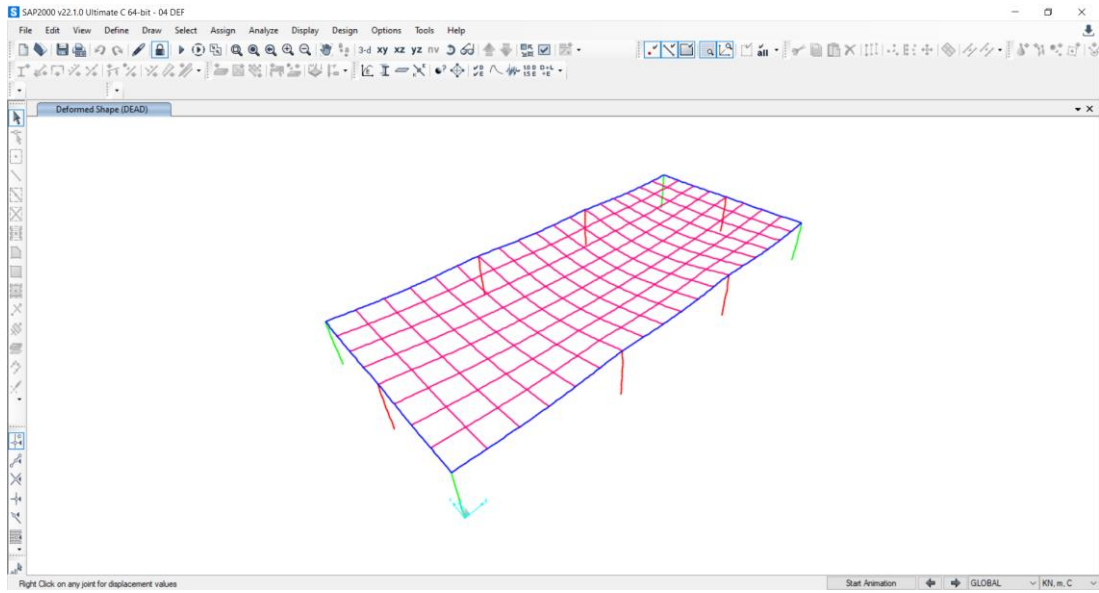 SAP2000 v22.1.0 Ultimate C 64-bit - 04 DEF
File Edit View Define Draw Select Assign Analyze Display Design Options Tools Help
3-d xy xz yz nv
all
Deformed Shape (DEAD)
Right Click on any joint for displacement values
Start Animation
GLOBAL
KN, m, C